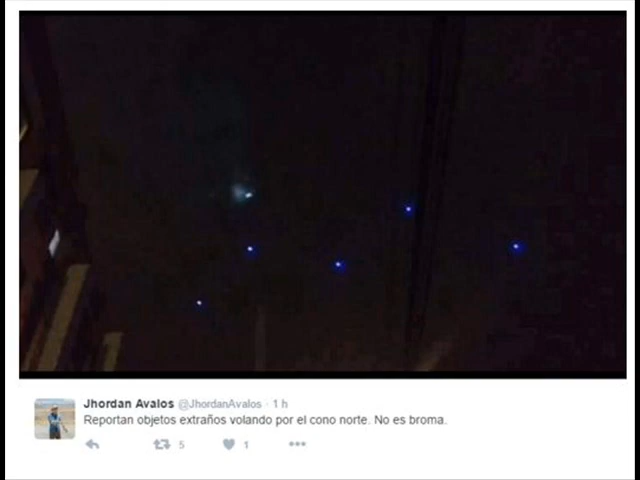 Jhordan Avalos @JhordanAvalos · 1 h
Reportan objetos extraños volando por el cono norte. No es broma.
5 1